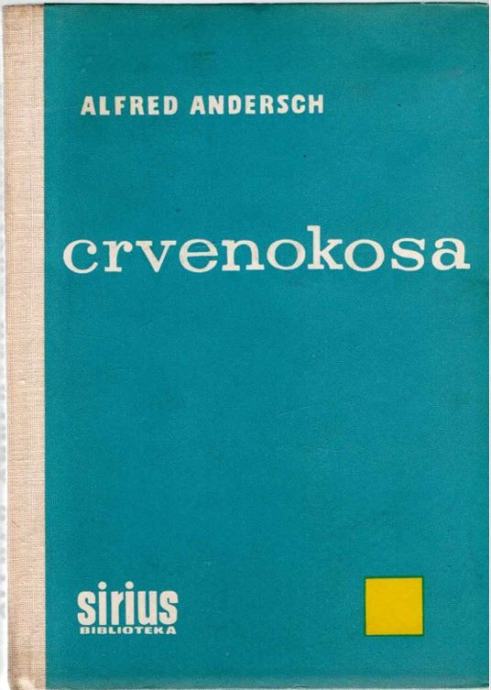 ALFRED ANDERSCH
crvenokosa
sirius
BIBLIOTEKA